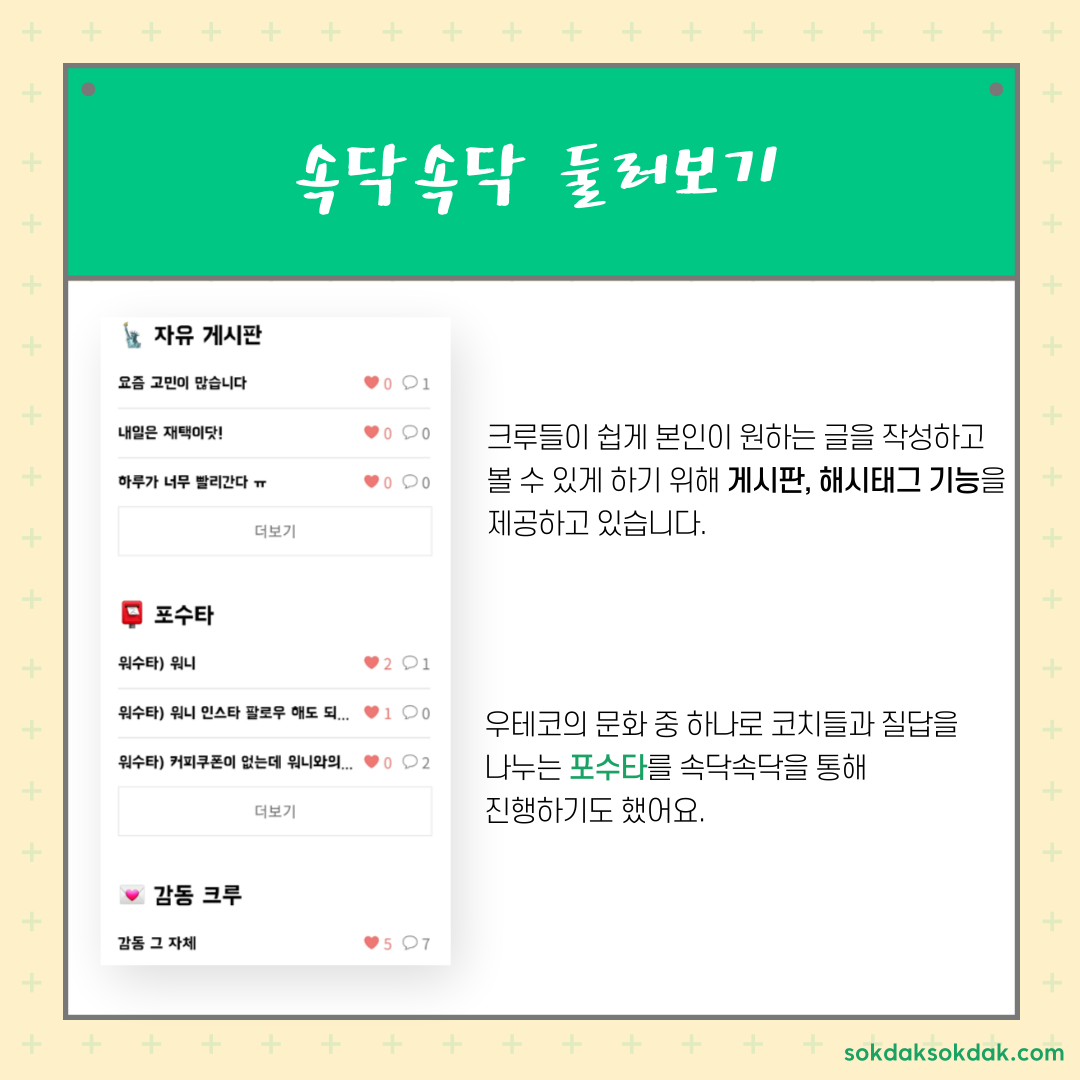 속닥속닥 둘러보기
자유 게시판
요즘 고민이 많습니다 0 1
내일은 재택이닷! 0 0
하루가 너무 빨리간다 ㅠ 0 0
더보기
포수타
워수타) 워니 2 1
워수타) 워니 인스타 팔로우 해도 되... 1 0
워수타) 커피쿠폰이 없는데 워니와의... 0 2
더보기
감동 크루
감동 그 자체 5 7
크루들이 쉽게 본인이 원하는 글을 작성하고
볼 수 있게 하기 위해 게시판, 해시태그 기능을
제공하고 있습니다.
우테코의 문화 중 하나로 코치들과 질답을
나누는 포수타를 속닥속닥을 통해
진행하기도 했어요.
sokdaksokdak.com